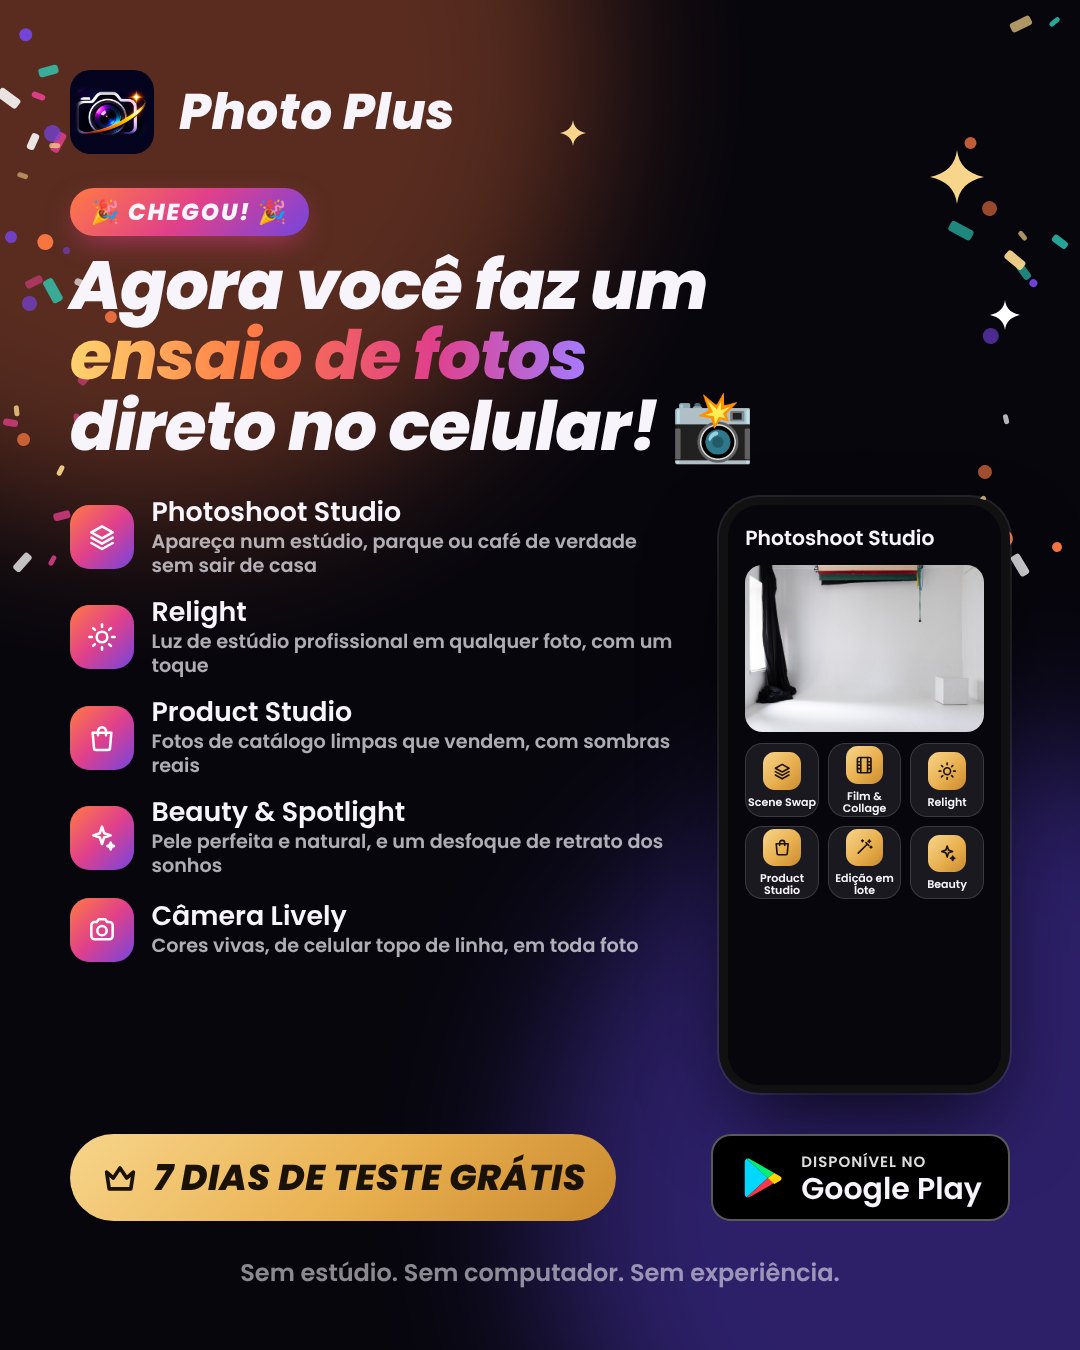 Photo Plus
🎉 CHEGOU! 🎉
Agora você faz um
ensaio de fotos
direto no celular! 📸
Photoshoot Studio
Apareça num estúdio, parque ou café de verdade
sem sair de casa
Relight
Luz de estúdio profissional em qualquer foto, com um
toque
Product Studio
Fotos de catálogo limpas que vendem, com sombras
reais
Beauty & Spotlight
Pele perfeita e natural, e um desfoque de retrato dos
sonhos
Câmera Lively
Cores vivas, de celular topo de linha, em toda foto
Photoshoot Studio
Scene Swap
Film &
Collage
Relight
Product
Studio
Edição em
lote
Beauty
7 DIAS DE TESTE GRÁTIS
DISPONÍVEL NO
Google Play
Sem estúdio. Sem computador. Sem experiência.